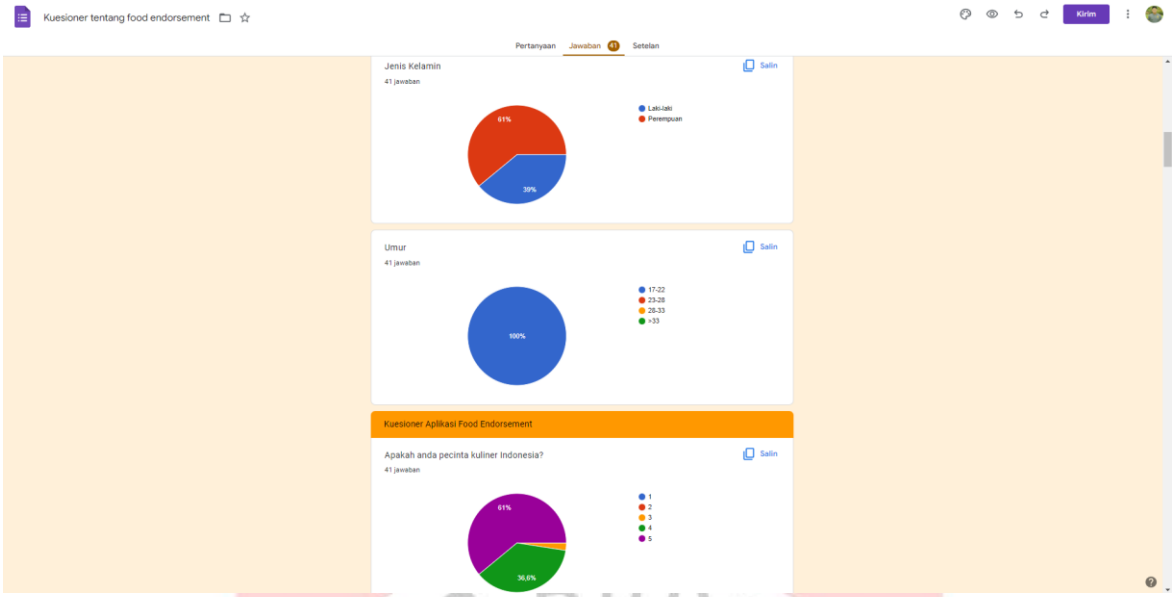 Kuesioner tentang food endorsement
Kirim
Pertanyaan Jawaban 41 Setelan
Jenis Kelamin Salin
41 jawaban
Laki-laki
Perempuan
61%
39%
Umur Salin
41 jawaban
17-22
23-28
28-33
>33
100%
Kuesioner Aplikasi Food Endorsement
Apakah anda pecinta kuliner Indonesia? Salin
41 jawaban
1
2
3
4
5
61%
36,6%